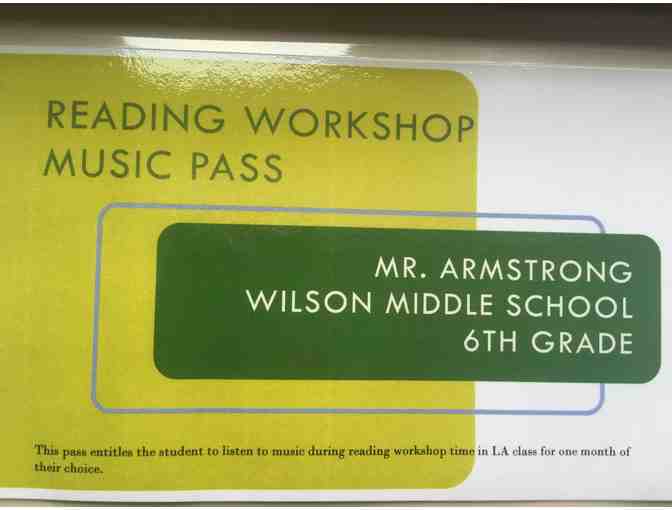 READING WORKSHOP
MUSIC PASS
MR. ARMSTRONG
WILSON MIDDLE SCHOOL
6TH GRADE
This pass entitles the student to listen to music during reading workshop time in LA class for one month of
their choice.